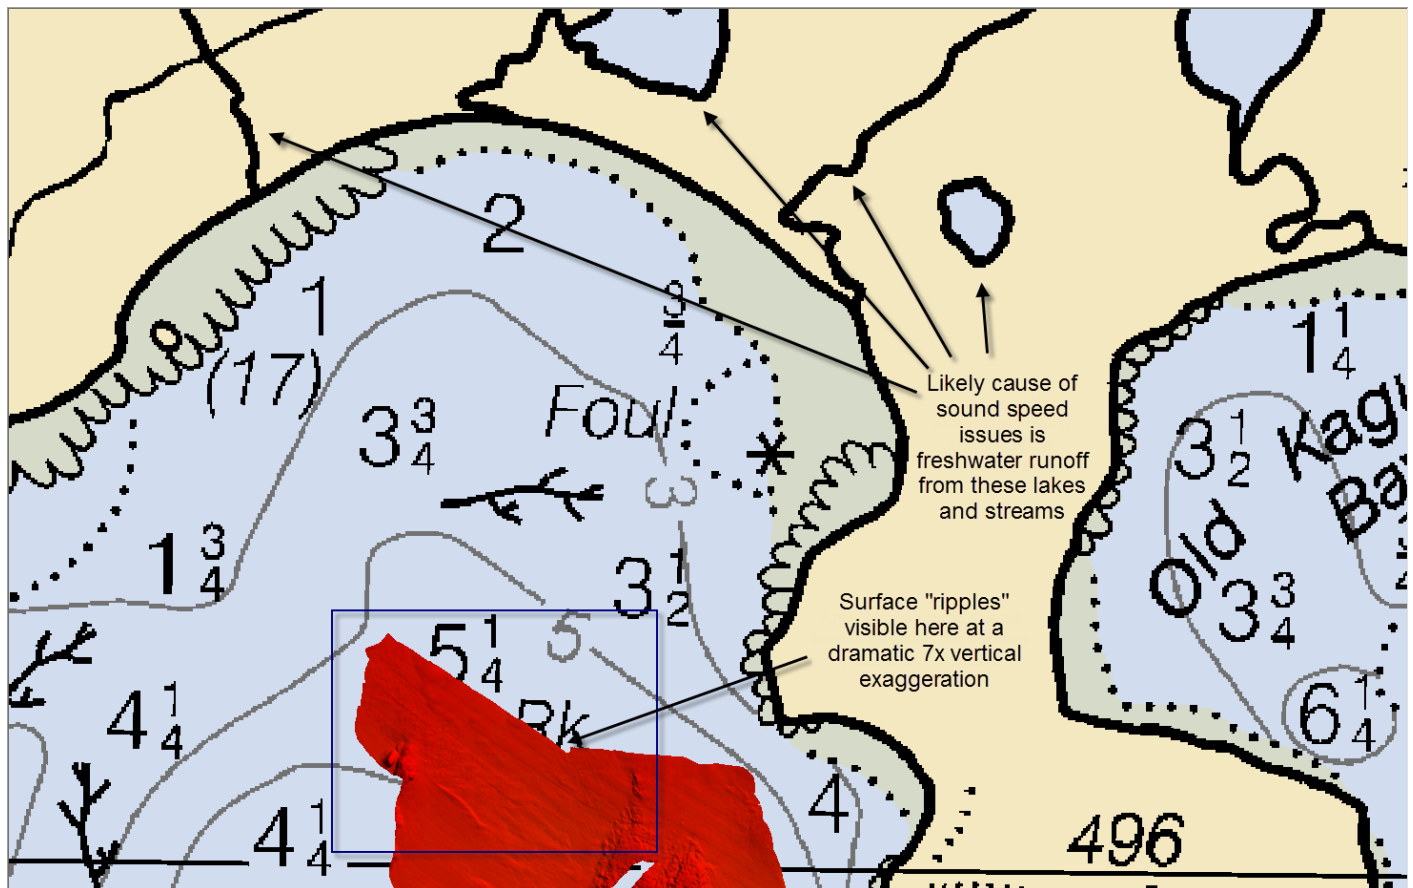 2
1
(17)
3/4
1 1/4
Foul
3 3/4
3
Likely cause of
sound speed
issues is
freshwater runoff
from these lakes
and streams
3 1/2
Old
1 3/4
3 1/2
Surface "ripples"
visible here at a
dramatic 7x vertical
exaggeration
3 3/4
5 1/4
5
4 1/4
Rk
6 1/4
4 1/4
4
496